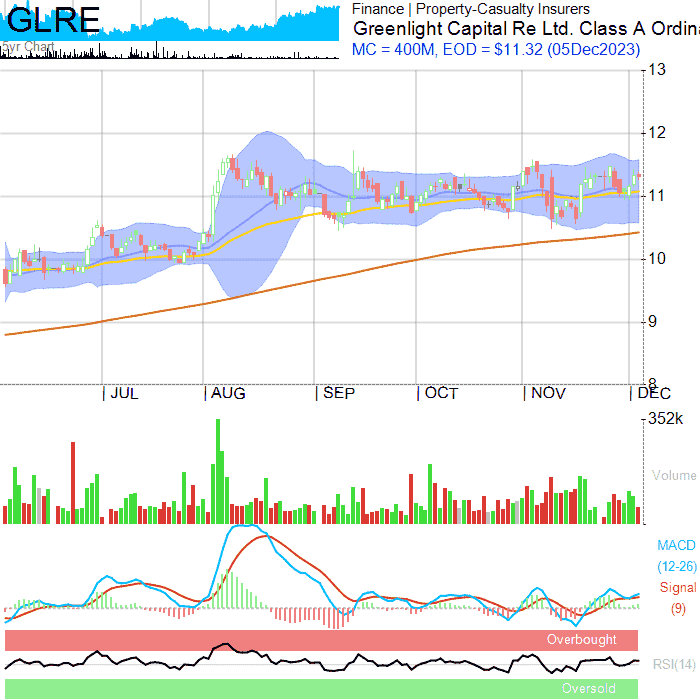 GLRE
5yr Chart
Finance | Property-Casualty Insurers
Greenlight Capital Re Ltd. Class A Ordina
MC = 400M, EOD = $11.32 (05Dec2023)
13
12
11
10
9
8
JUL
AUG
SEP
OCT
NOV
DEC
352k
Volume
MACD
(12-26)
Signal
(9)
Overbought
RSI(14)
Oversold